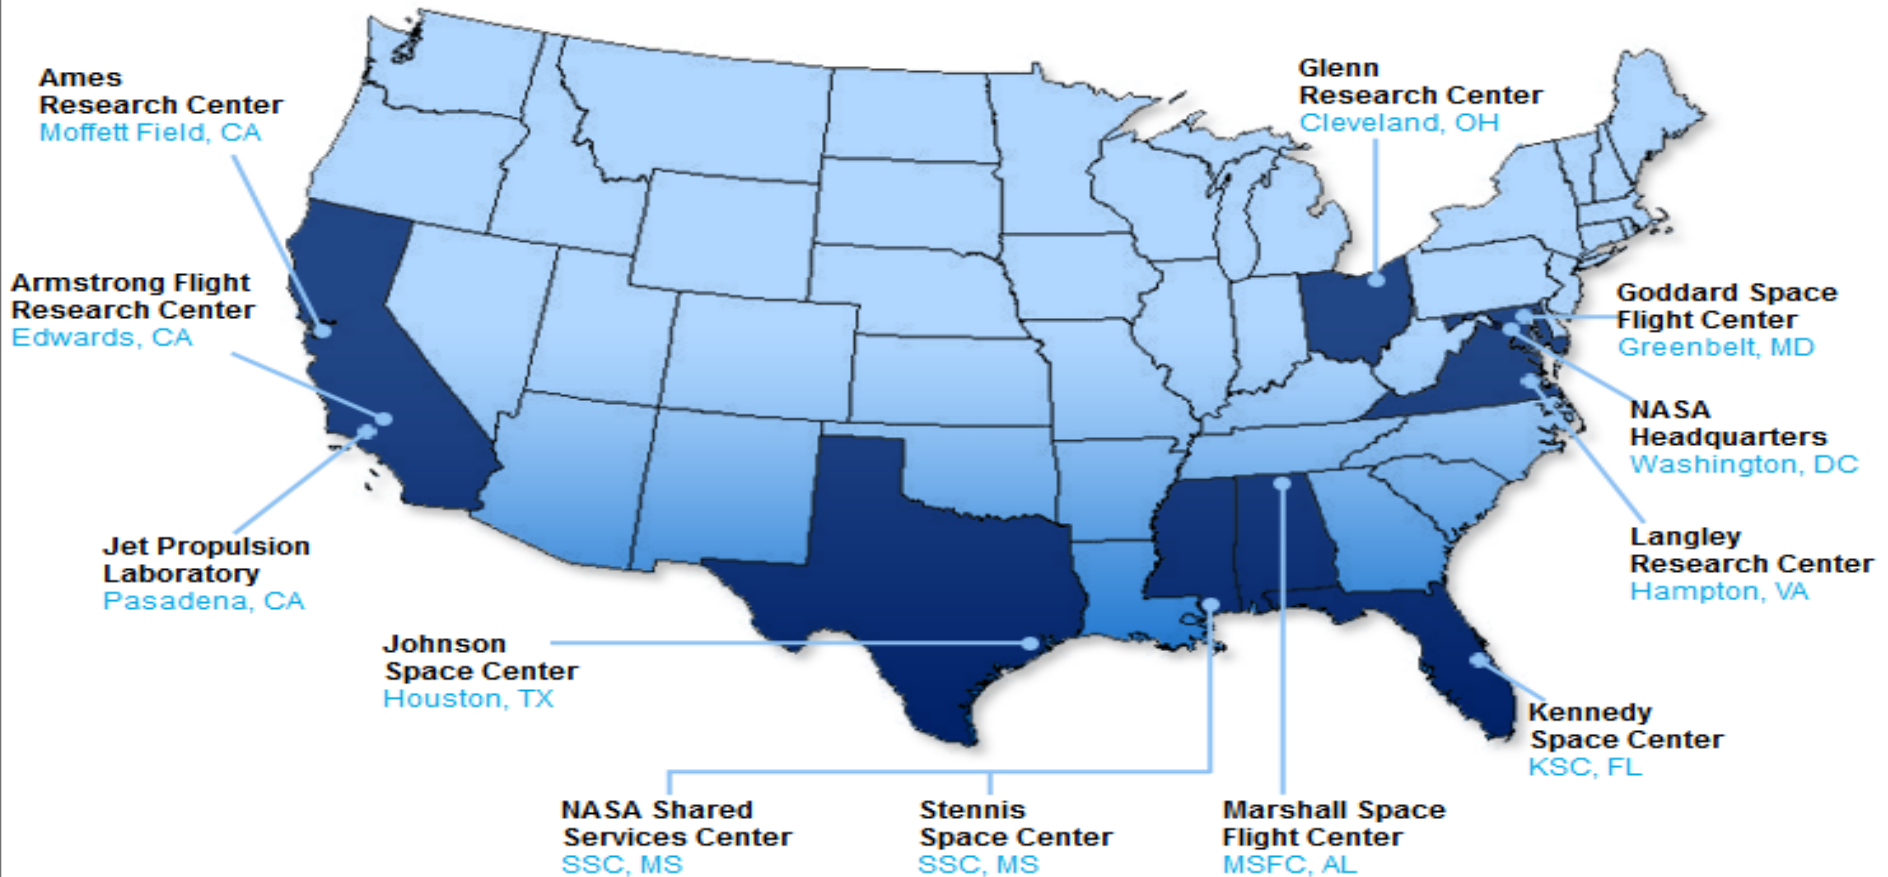 Ames
Research Center
Moffett Field, CA
Armstrong Flight
Research Center
Edwards, CA
Jet Propulsion
Laboratory
Pasadena, CA
Johnson
Space Center
Houston, TX
NASA Shared
Services Center
SSC, MS
Stennis
Space Center
SSC, MS
Marshall Space
Flight Center
MSFC, AL
Kennedy
Space Center
KSC, FL
Langley
Research Center
Hampton, VA
NASA
Headquarters
Washington, DC
Goddard Space
Flight Center
Greenbelt, MD
Glenn
Research Center
Cleveland, OH